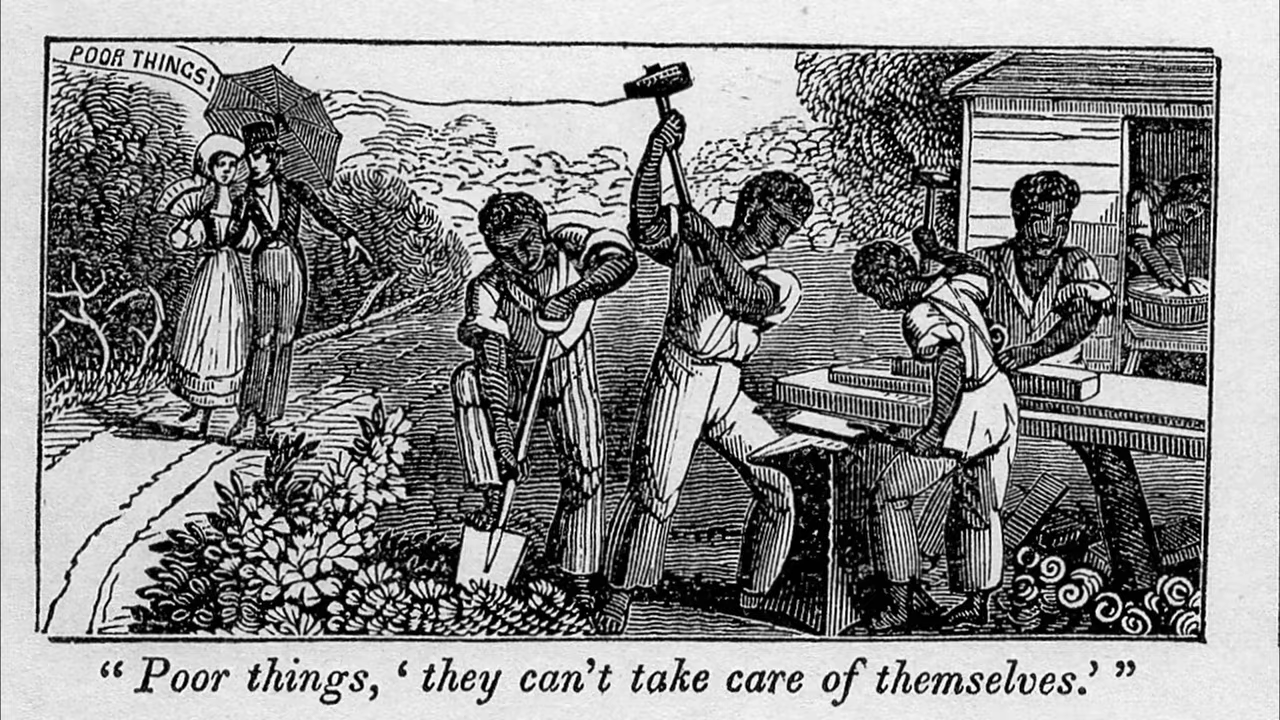 POOR THINGS!
“Poor things, ‘they can’t take care of themselves.’”